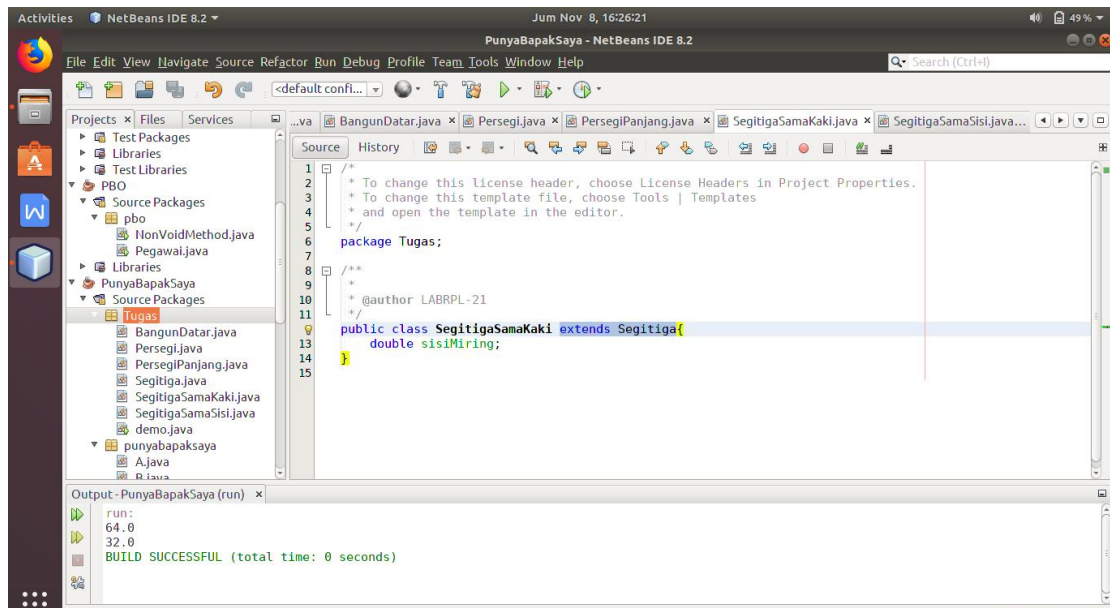 Activities NetBeans IDE 8.2 Jum Nov 8, 16:26:21 49 %
PunyaBapakSaya - NetBeans IDE 8.2
File Edit View Navigate Source Refactor Run Debug Profile Team Tools Window Help Search (Ctrl+I)
<default confi...
Projects Files Services
...va BangunDatar.java Persegi.java PersegiPanjang.java SegitigaSamaKaki.java SegitigaSamaSisi.java...
Source History
Test Packages
Libraries
Test Libraries
PBO
Source Packages
pbo
NonVoidMethod.java
Pegawai.java
Libraries
PunyaBapakSaya
Source Packages
Tugas
BangunDatar.java
Persegi.java
PersegiPanjang.java
Segitiga.java
SegitigaSamaKaki.java
SegitigaSamaSisi.java
demo.java
punyabapaksaya
A.java
B.java
1 /*
2 * To change this license header, choose License Headers in Project Properties.
3 * To change this template file, choose Tools | Templates
4 * and open the template in the editor.
5 */
6 package Tugas;
7
8 /**
9 *
10 * @author LABRPL-21
11 */
public class SegitigaSamaKaki extends Segitiga{
13 double sisiMiring;
14 }
15
Output - PunyaBapakSaya (run)
run:
64.0
32.0
BUILD SUCCESSFUL (total time: 0 seconds)